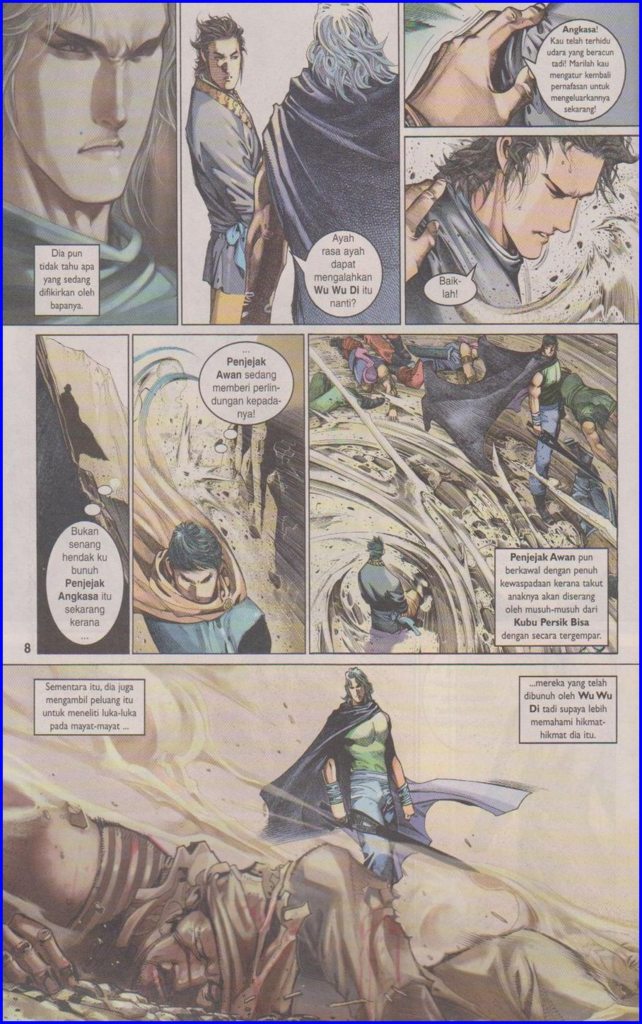 Dia pun
tidak tahu apa
yang sedang
difikirkan oleh
bapanya.
Ayah
rasa ayah
dapat
mengalahkan
Wu Wu Di itu
nanti?
Angkasa!
Kau telah terhidu
udara yang beracun
tadi! Marilah kau
mengatur kembali
pernafasan untuk
mengeluarkannya
sekarang!
Baik-
lah!
Bukan
senang
hendak ku
bunuh
Penjejak
Angkasa itu
sekarang
kerana
...
...
Penjejak
Awan sedang
memberi perlin-
dungan kepada-
nya!
Penjejak Awan pun
berkawal dengan penuh
kewaspadaan kerana takut
anaknya akan diserang
oleh musuh-musuh dari
Kubu Persik Bisa
dengan secara tergempar.
8
Sementara itu, dia juga
mengambil peluang itu
untuk meneliti luka-luka
pada mayat-mayat ...
...mereka yang telah
dibunuh oleh Wu Wu
Di tadi supaya lebih
memahami hikmat-
hikmat dia itu.